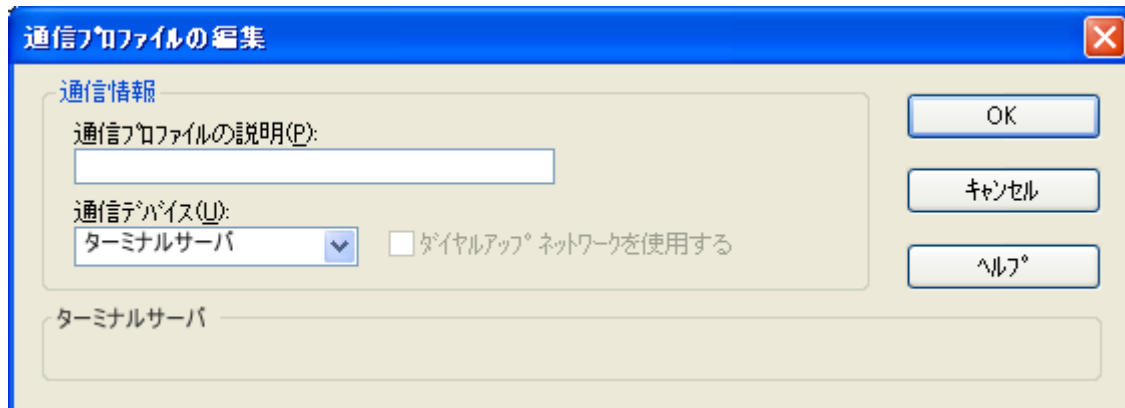 通信ﾌﾟﾛﾌｧｲﾙの編集
通信情報
OK
通信ﾌﾟﾛﾌｧｲﾙの説明(P):
ｷｬﾝｾﾙ
通信ﾃﾞﾊﾞｲｽ(U):
ターミナルサーバ
ﾀﾞｲﾔﾙｱｯﾌﾟ ﾈｯﾄﾜｰｸを使用する
ﾍﾙﾌﾟ
ターミナルサーバ